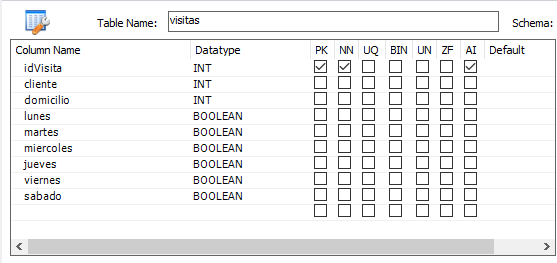 Table Name: visitas Schema:
Column Name Datatype PK NN UQ BIN UN ZF AI Default
idVisita INT
cliente INT
domicilio INT
lunes BOOLEAN
martes BOOLEAN
miercoles BOOLEAN
jueves BOOLEAN
viernes BOOLEAN
sabado BOOLEAN